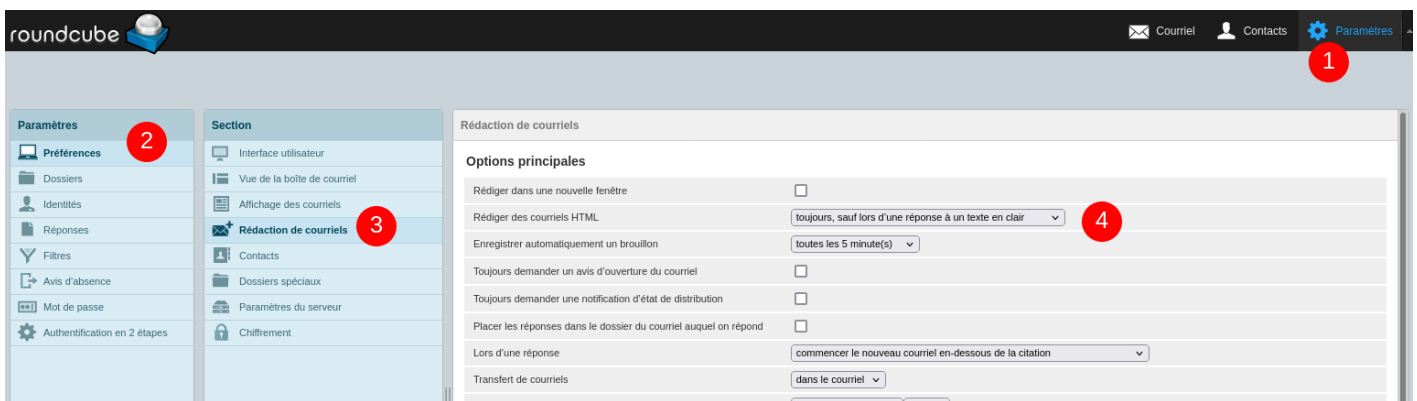 roundcube
Courriel
Contacts
Paramètres
1
Paramètres
2
Préférences
Dossiers
Identités
Réponses
Filtres
Avis d'absence
Mot de passe
Authentification en 2 étapes
Section
Interface utilisateur
Vue de la boîte de courriel
Affichage des courriels
Rédaction de courriels
3
Contacts
Dossiers spéciaux
Paramètres du serveur
Chiffrement
Rédaction de courriels
Options principales
Rédiger dans une nouvelle fenêtre
Rédiger des courriels HTML toujours, sauf lors d'une réponse à un texte en clair
4
Enregistrer automatiquement un brouillon toutes les 5 minute(s)
Toujours demander un avis d'ouverture du courriel
Toujours demander une notification d'état de distribution
Placer les réponses dans le dossier du courriel auquel on répond
Lors d'une réponse commencer le nouveau courriel en-dessous de la citation
Transfert de courriels dans le courriel